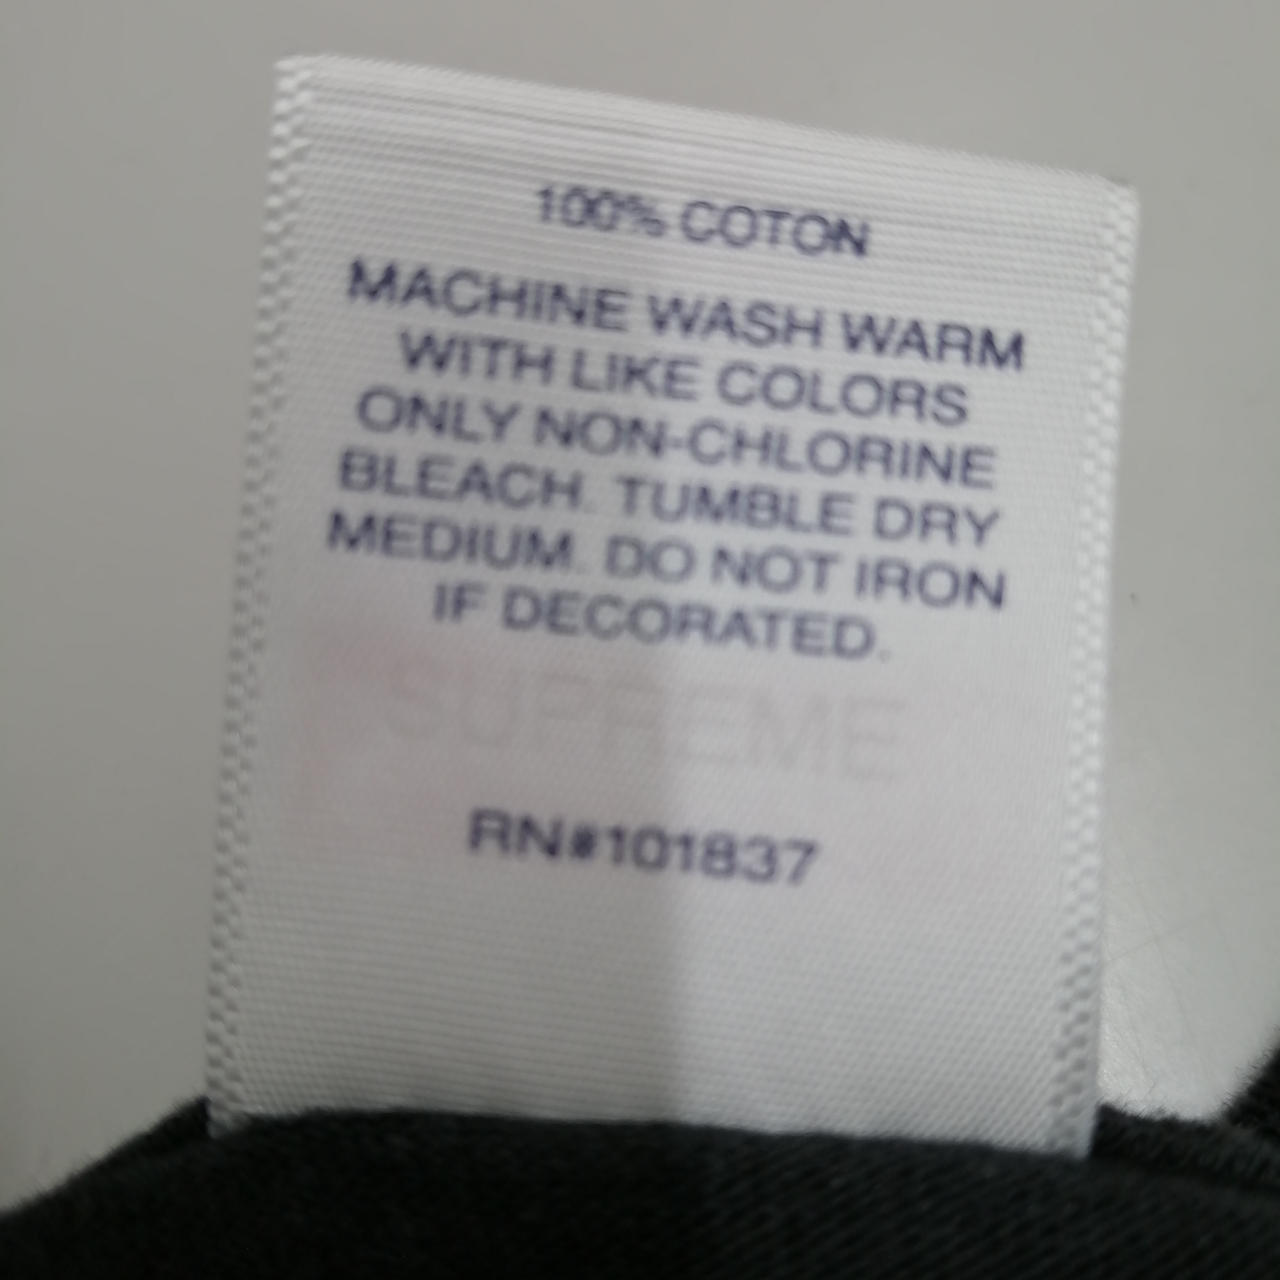 100% COTON
MACHINE WASH WARM
WITH LIKE COLORS
ONLY NON-CHLORINE
BLEACH. TUMBLE DRY
MEDIUM. DO NOT IRON
IF DECORATED.
SUPREME
RN#101837